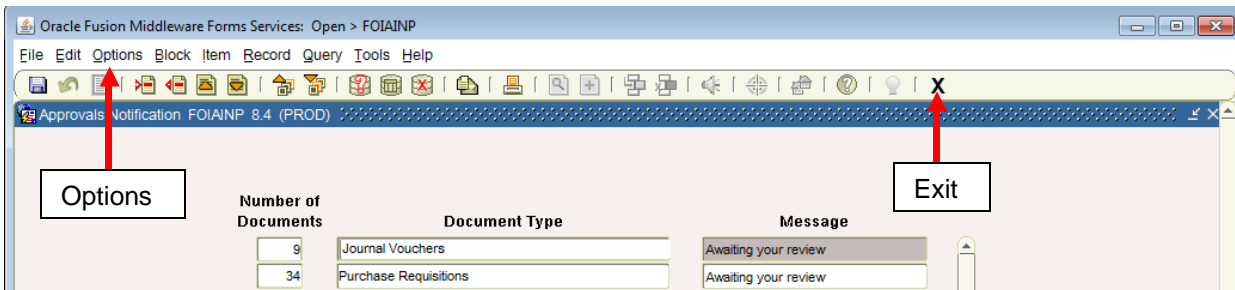 Oracle Fusion Middleware Forms Services: Open > FOIAINP
File Edit Options Block Item Record Query Tools Help
X
Approvals Notification FOIAINP 8.4 (PROD)
Options
Exit
Number of
Documents Document Type Message
9 Journal Vouchers Awaiting your review
34 Purchase Requisitions Awaiting your review